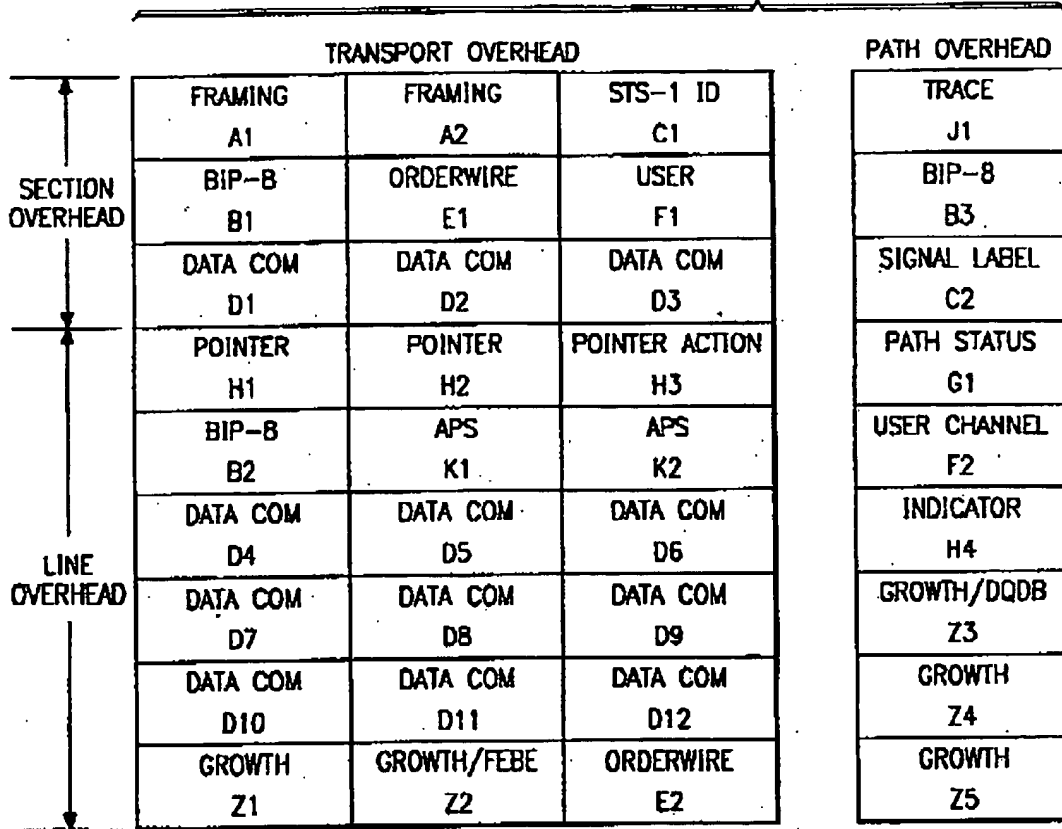 TRANSPORT OVERHEAD PATH OVERHEAD
FRAMING FRAMING STS-1 ID TRACE
A1 A2 C1 J1
SECTION OVERHEAD
BIP-8 ORDERWIRE USER BIP-8
B1 E1 F1 B3
DATA COM DATA COM DATA COM SIGNAL LABEL
D1 D2 D3 C2
POINTER POINTER POINTER ACTION PATH STATUS
H1 H2 H3 G1
BIP-8 APS APS USER CHANNEL
B2 K1 K2 F2
DATA COM DATA COM DATA COM INDICATOR
D4 D5 D6 H4
LINE OVERHEAD
DATA COM DATA COM DATA COM GROWTH/DQDB
D7 D8 D9 Z3
DATA COM DATA COM DATA COM GROWTH
D10 D11 D12 Z4
GROWTH GROWTH/FEBE ORDERWIRE GROWTH
Z1 Z2 E2 Z5